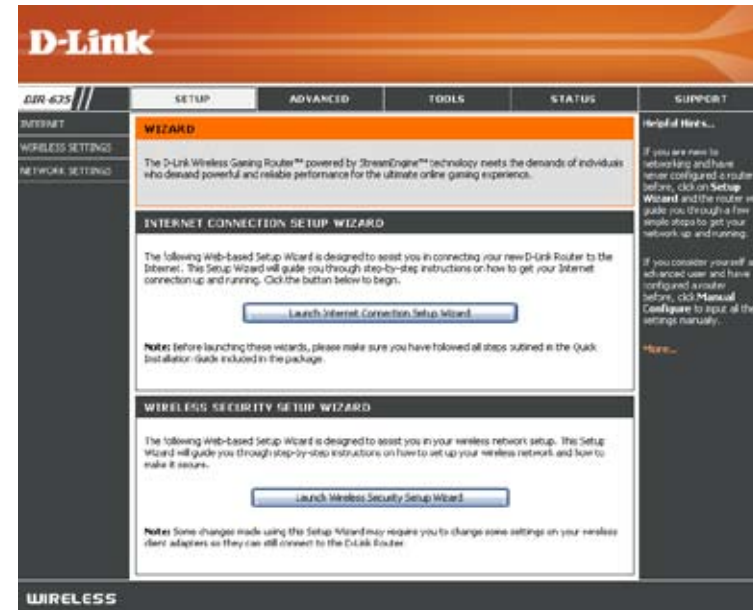 D-Link
DIR-635
SETUP
ADVANCED
TOOLS
STATUS
SUPPORT
INTERNET
WIRELESS SETTINGS
NETWORK SETTINGS
WIZARD
The D-Link Wireless Gaming Router™ powered by StreamEngine™ technology meets the demands of individuals
who demand powerful and reliable performance for the ultimate online gaming experience.
INTERNET CONNECTION SETUP WIZARD
The following Web-based Setup Wizard is designed to assist you in connecting your new D-Link Router to the
Internet. This Setup Wizard will guide you through step-by-step instructions on how to get your Internet
connection up and running. Click the button below to begin.
Launch Internet Connection Setup Wizard
Note: Before launching these wizards, please make sure you have followed all steps outlined in the Quick
Installation Guide included in the package.
WIRELESS SECURITY SETUP WIZARD
The following Web-based Setup Wizard is designed to assist you in your wireless network setup. This Setup
Wizard will guide you through step-by-step instructions on how to set up your wireless network and how to
make it secure.
Launch Wireless Security Setup Wizard
Note: Some changes made using this Setup Wizard may require you to change some settings on your wireless
client adapters so they can still connect to the D-Link Router.
Helpful Hints...
If you are new to
networking and have
never configured a router
before, click on Setup
Wizard and the router
guide you through a few
simple steps to get your
network up and running.
If you consider yourself
advanced user and have
configured a router
before, click Manual
Configure to input all the
settings manually.
More...
WIRELESS